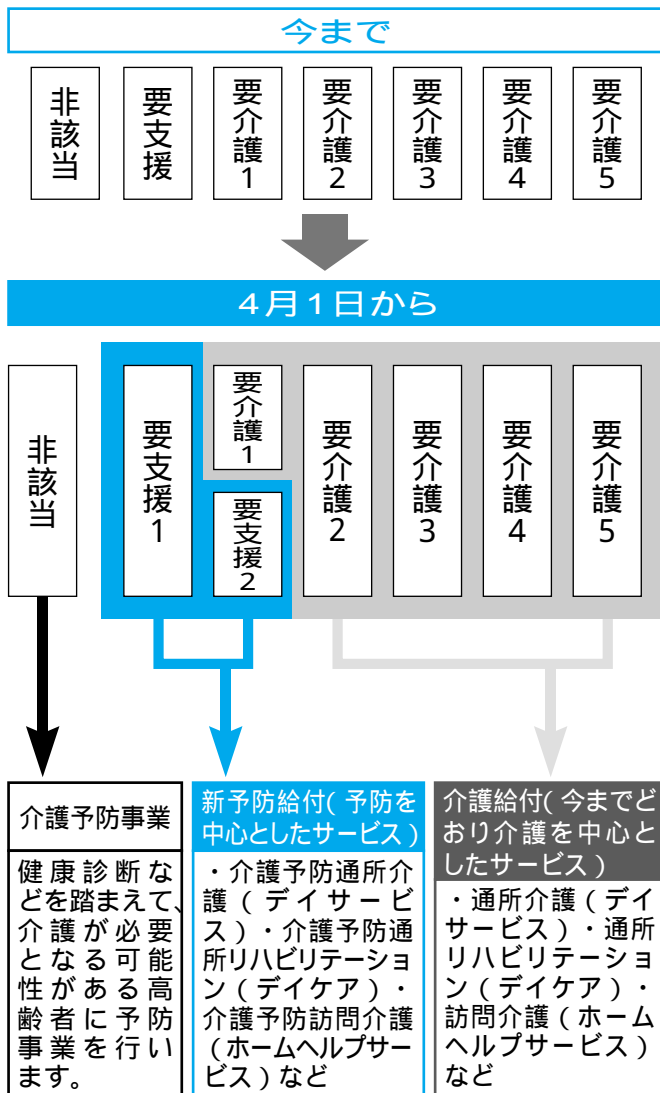 今まで
非該当
要支援
要介護1
要介護2
要介護3
要介護4
要介護5
4月1日から
非該当
要支援1
要介護1
要支援2
要介護2
要介護3
要介護4
要介護5
介護予防事業
健康診断な
どを踏まえて、
介護が必要
となる可能
性がある高
齢者に予防
事業を行い
ます。
新予防給付(予防を
中心としたサービス)
・介護予防通所介
護(デイサービ
ス)・介護予防通
所リハビリテーショ
ン(デイケア)・
介護予防訪問介護
(ホームヘルプサー
ビス)など
介護給付(今までど
おり介護を中心と
したサービス)
・通所介護(デイ
サービス)・通所
リハビリテーショ
ン(デイケア)・
訪問介護(ホーム
ヘルプサービス)
など